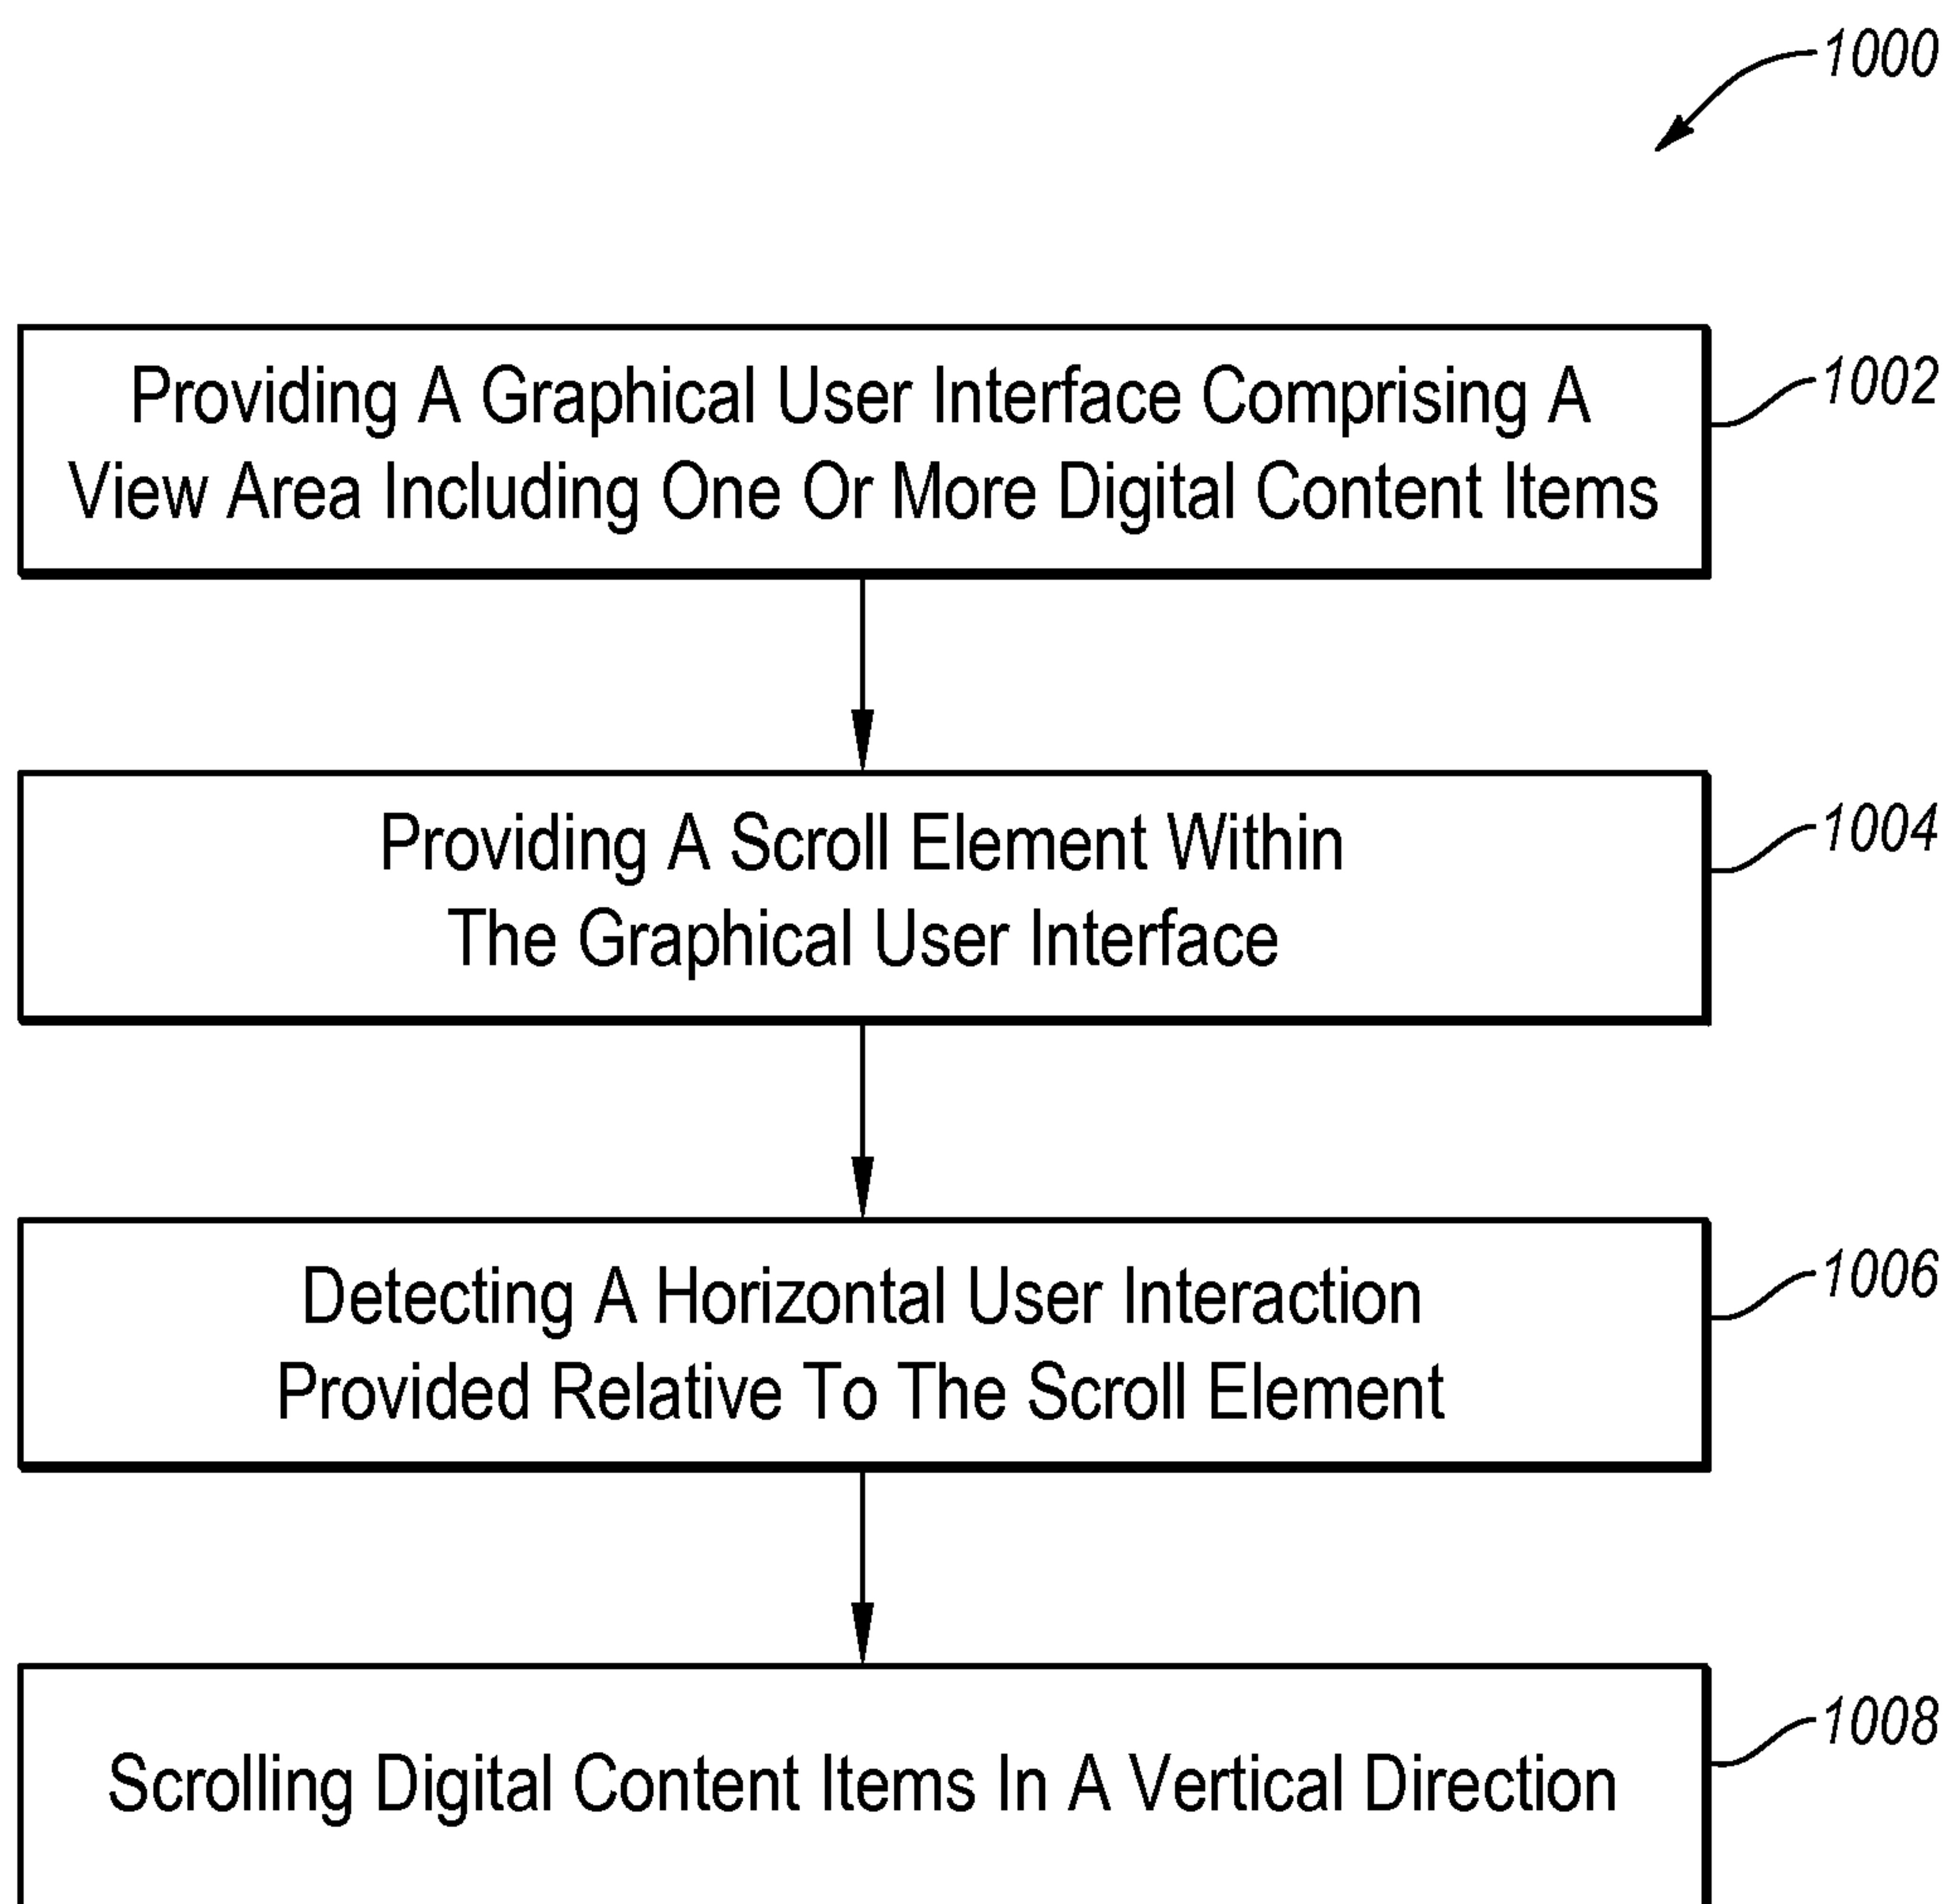 1000
Providing A Graphical User Interface Comprising A
View Area Including One Or More Digital Content Items
1002
Providing A Scroll Element Within
The Graphical User Interface
1004
Detecting A Horizontal User Interaction
Provided Relative To The Scroll Element
1006
Scrolling Digital Content Items In A Vertical Direction
1008